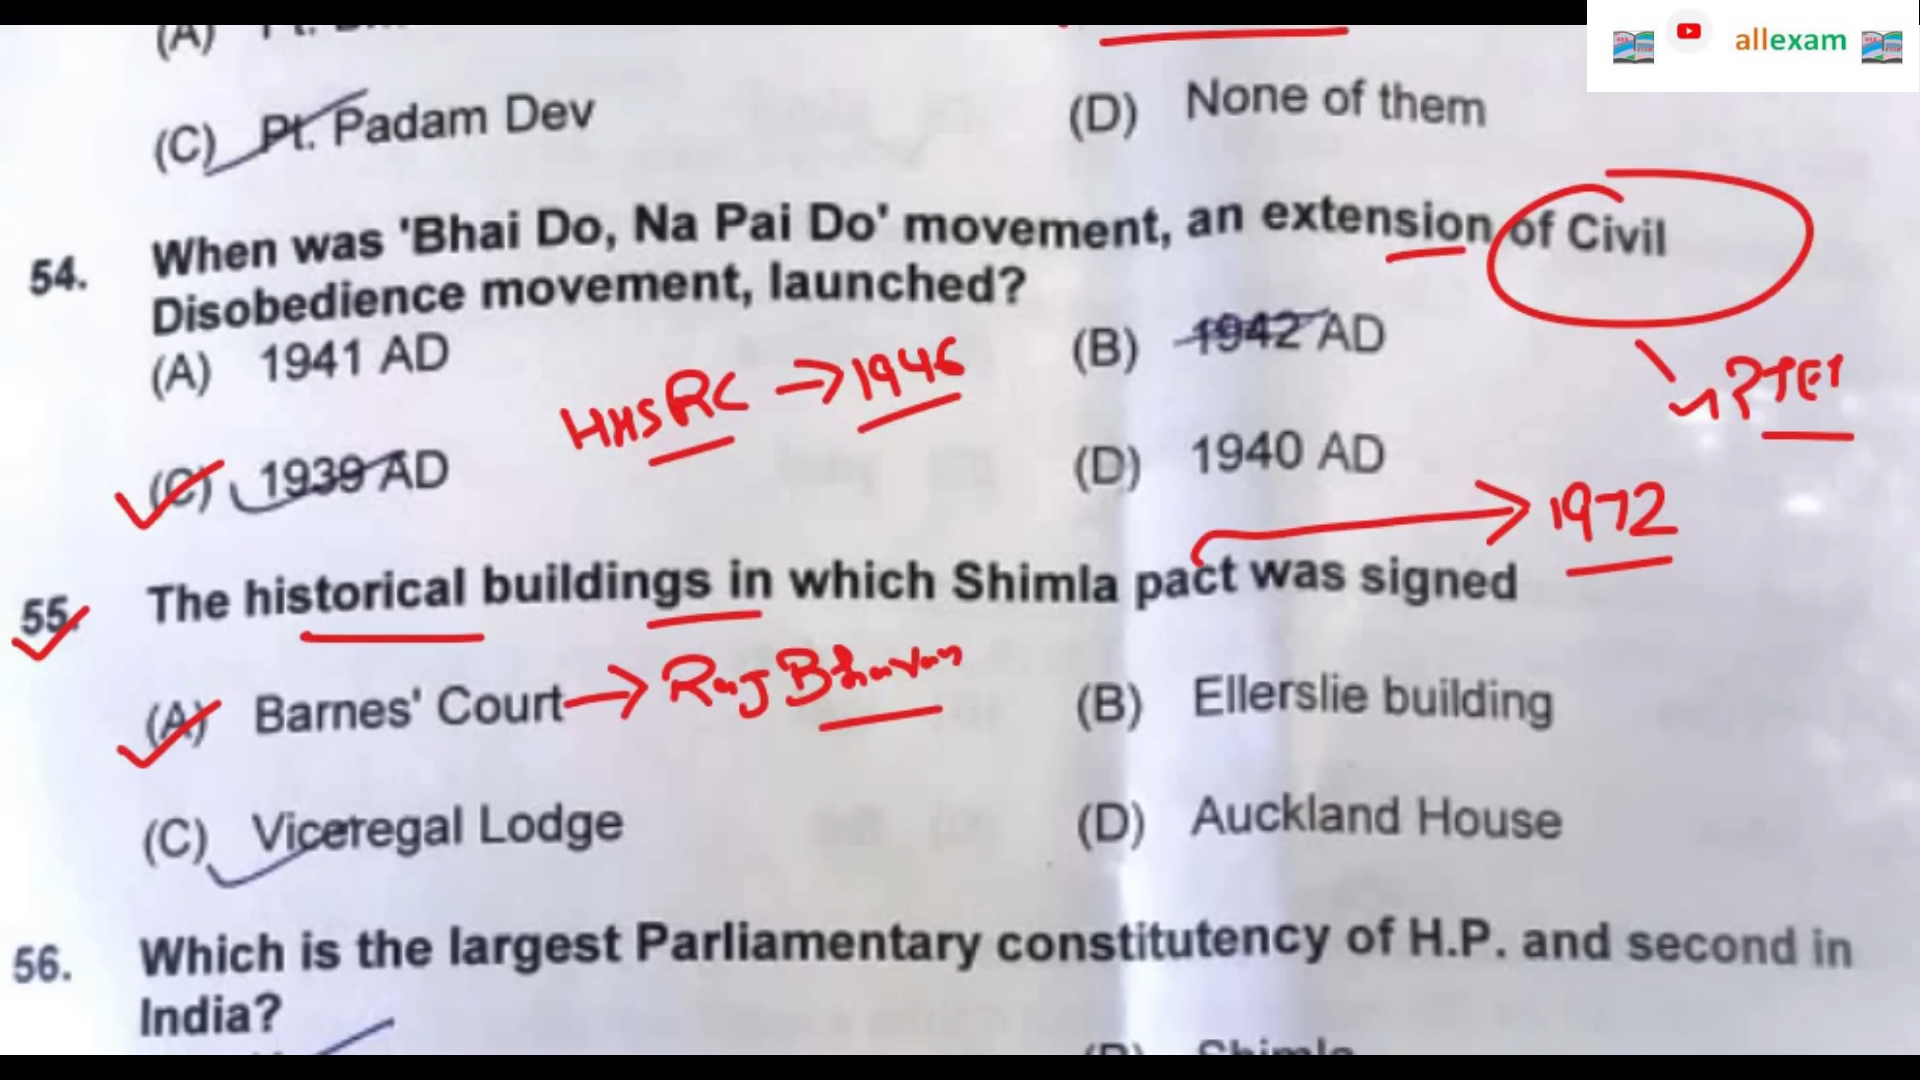 allexam
(A) Pt.
(C) Pt. Padam Dev (D) None of them
54. When was 'Bhai Do, Na Pai Do' movement, an extension of Civil
Disobedience movement, launched?
(A) 1941 AD (B) 1942 AD
HHSRC → 1946
(C) 1939 AD (D) 1940 AD
1972
55. The historical buildings in which Shimla pact was signed
(A) Barnes' Court → Raj Bhavan (B) Ellerslie building
(C) Viceregal Lodge (D) Auckland House
56. Which is the largest Parliamentary constitutency of H.P. and second in
India?
(B) Shimla